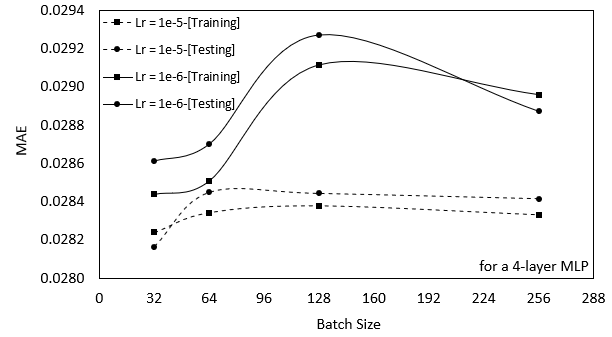 0.0294
0.0292
0.0290
0.0288
0.0286
0.0284
0.0282
0.0280
MAE
Lr = 1e-5-[Training]
Lr = 1e-5-[Testing]
Lr = 1e-6-[Training]
Lr = 1e-6-[Testing]
for a 4-layer MLP
0 32 64 96 128 160 192 224 256 288
Batch Size